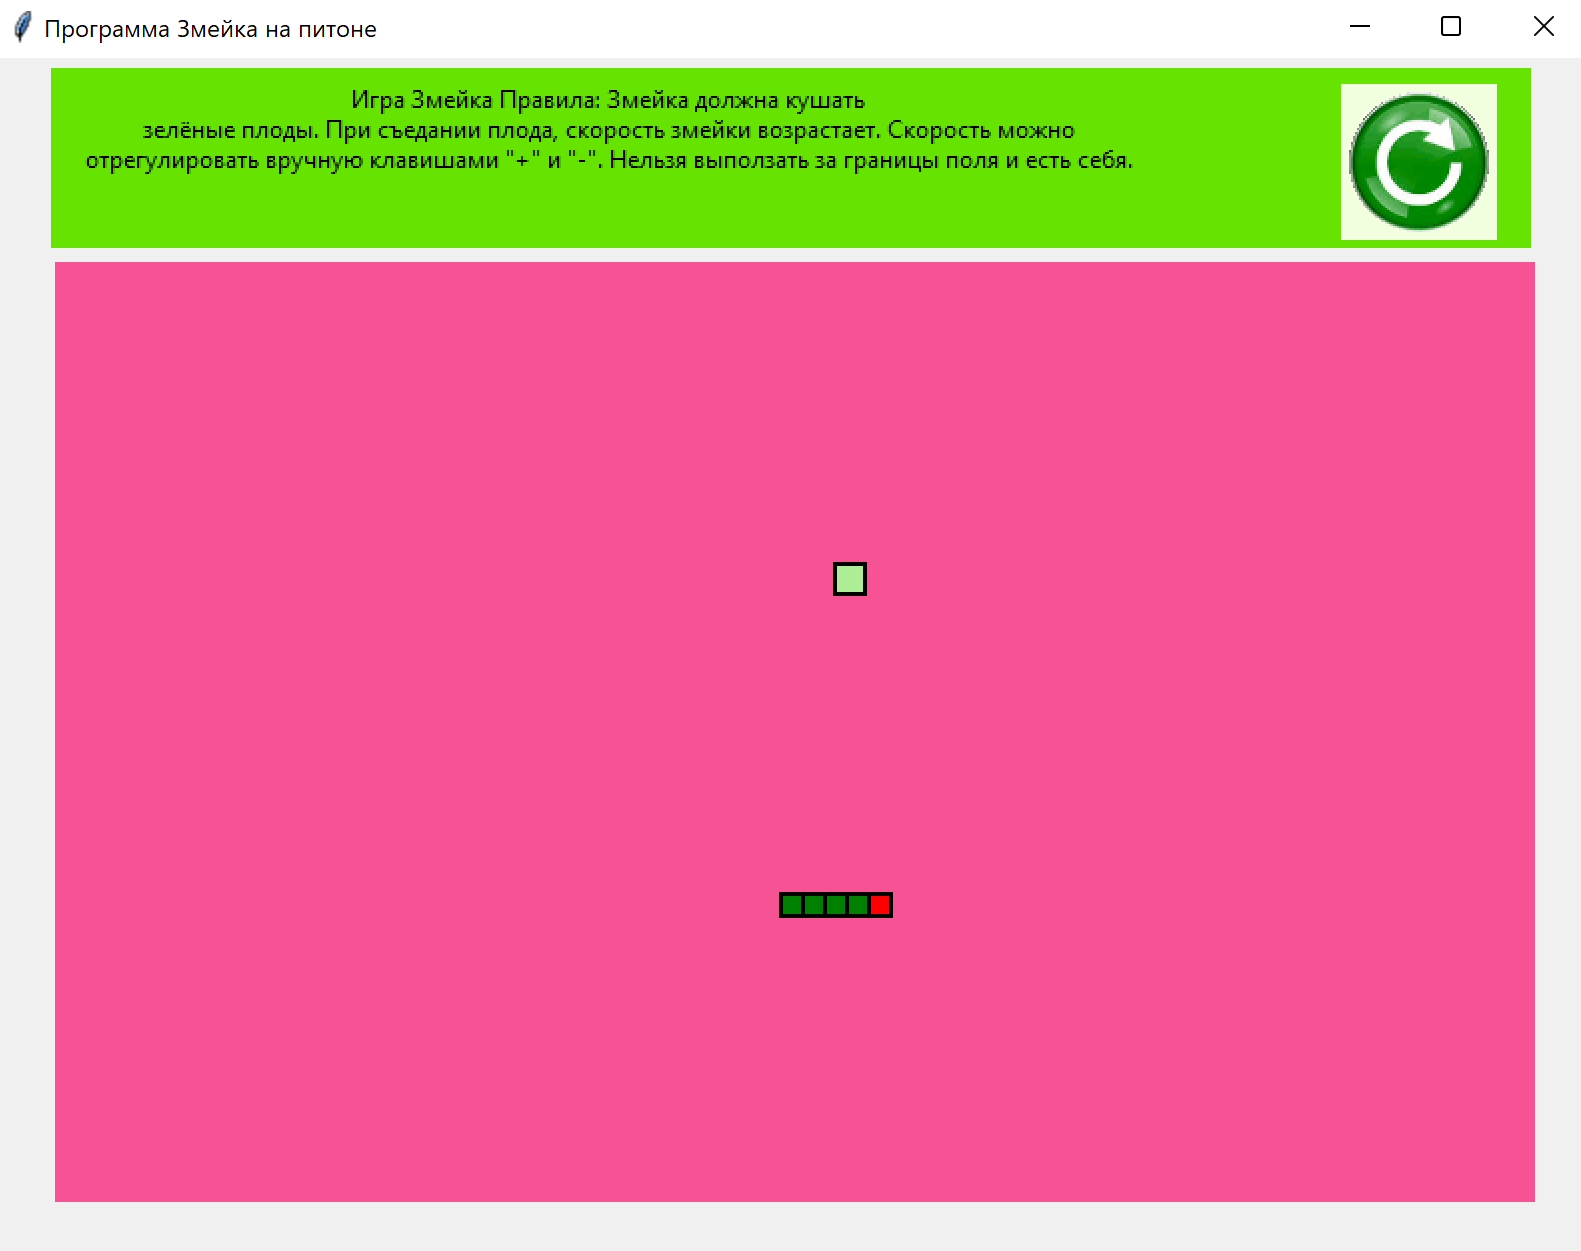 Программа Змейка на питоне
Игра Змейка Правила: Змейка должна кушать
зелёные плоды. При съедании плода, скорость змейки возрастает. Скорость можно
отрегулировать вручную клавишами "+" и "-". Нельзя выползать за границы поля и есть себя.